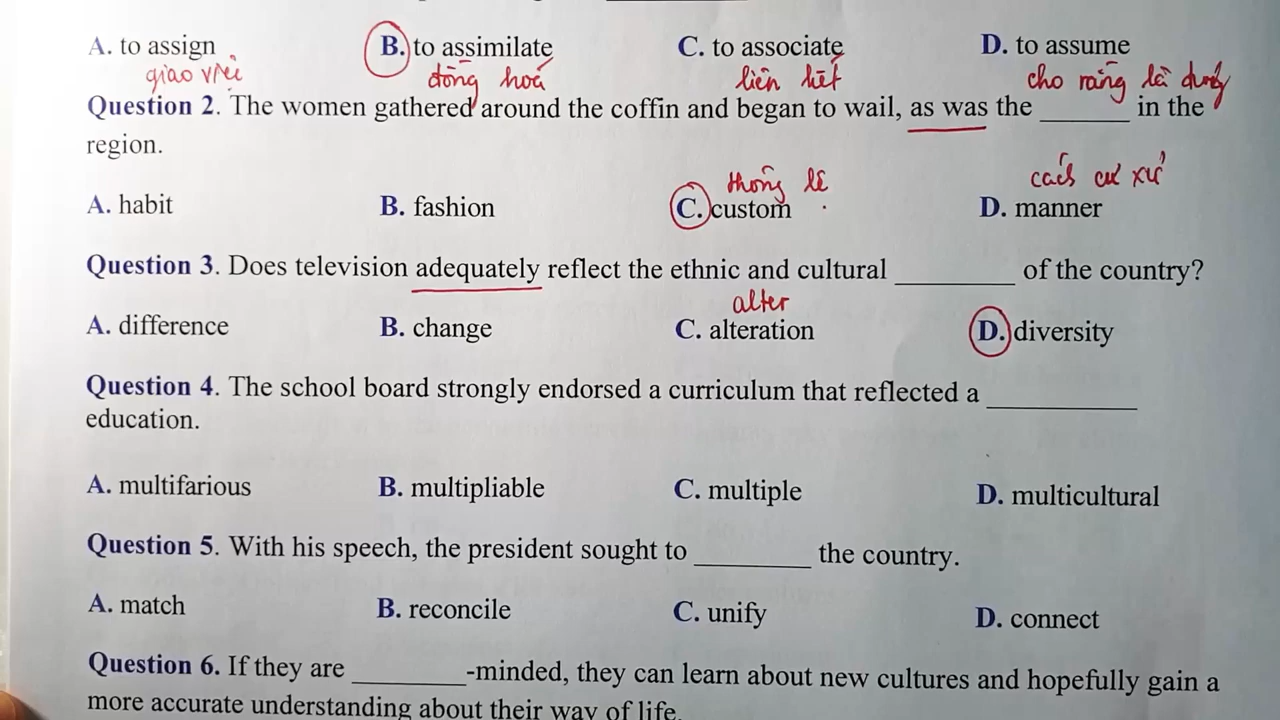 A. to assign B. to assimilate C. to associate D. to assume
giao việc đồng hoá liên kết cho rằng là đúng
Question 2. The women gathered around the coffin and began to wail, as was the ______ in the
region.
thông lệ cách cư xử
A. habit B. fashion C. custom D. manner
Question 3. Does television adequately reflect the ethnic and cultural ________ of the country?
alter
A. difference B. change C. alteration D. diversity
Question 4. The school board strongly endorsed a curriculum that reflected a __________
education.
A. multifarious B. multipliable C. multiple D. multicultural
Question 5. With his speech, the president sought to ________ the country.
A. match B. reconcile C. unify D. connect
Question 6. If they are ________-minded, they can learn about new cultures and hopefully gain a
more accurate understanding about their way of life.